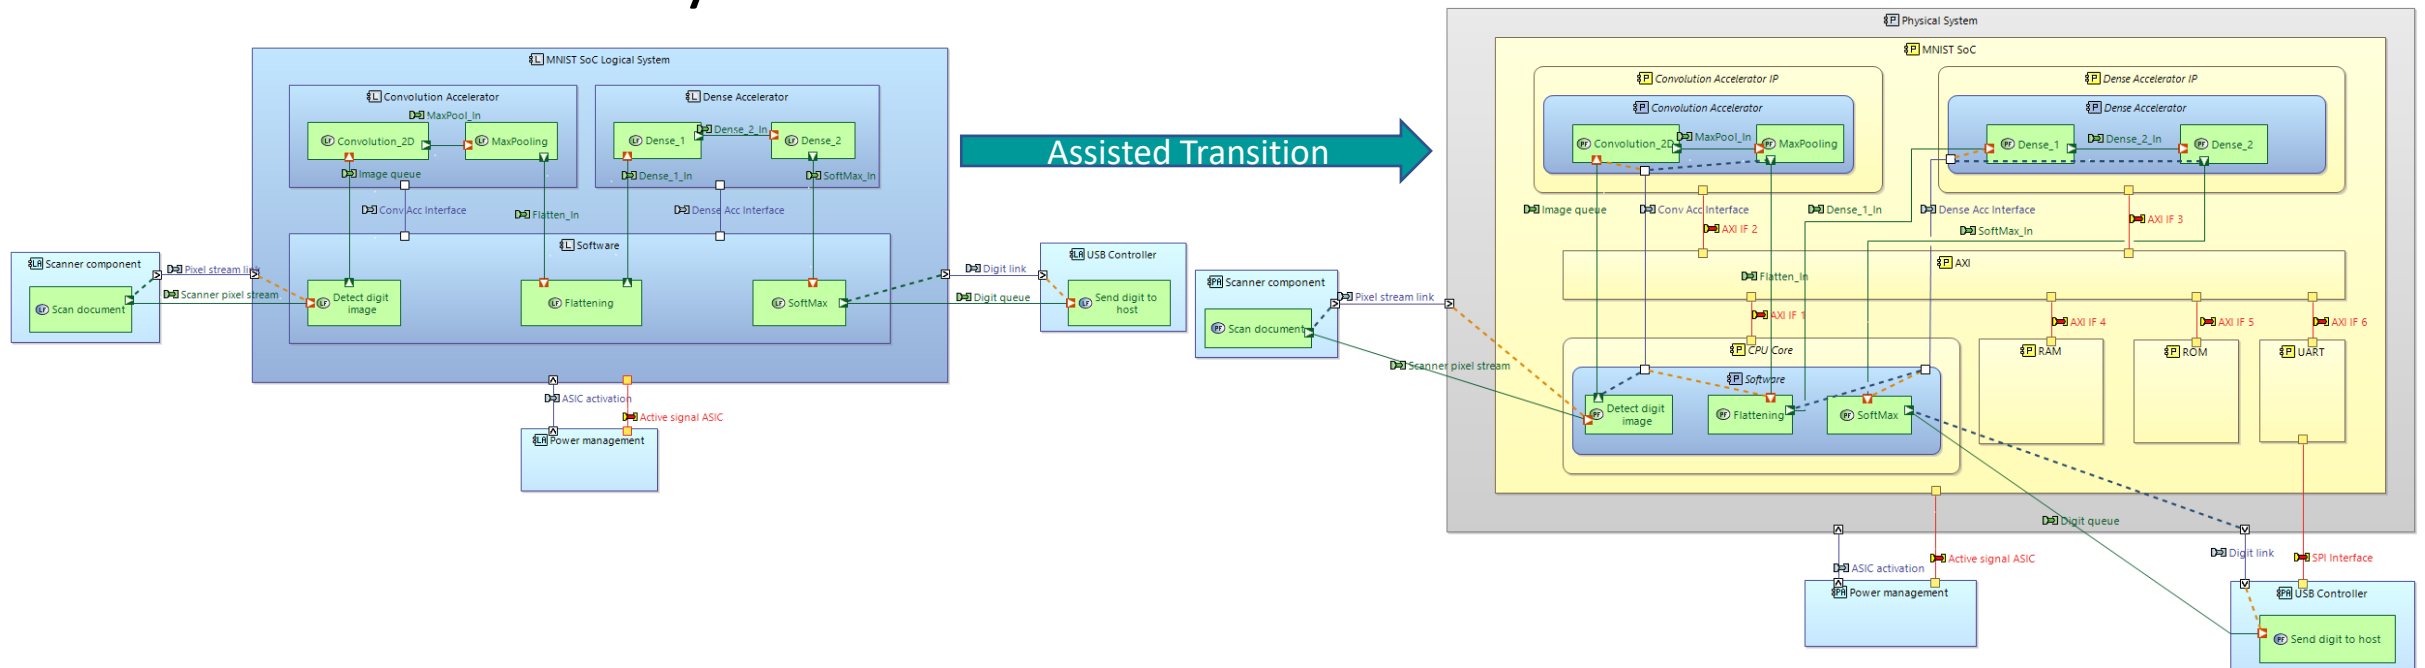 MNIST SoC Logical System
Convolution Accelerator
MaxPool_In
Convolution_2D
MaxPooling
Image queue
Dense Accelerator
Dense_1
Dense_2_In
Dense_2
Dense_1_In
SoftMax_In
Conv Acc Interface
Flatten_In
Dense Acc Interface
Software
Scanner component
Scan document
Pixel stream link
Scanner pixel stream
Detect digit
image
Flattening
SoftMax
Digit link
Digit queue
USB Controller
Send digit to
host
ASIC activation
Active signal ASIC
Power management
Assisted Transition
Physical System
MNIST SoC
Convolution Accelerator IP
Convolution Accelerator
Convolution_2D
MaxPool_In
MaxPooling
Dense Accelerator IP
Dense Accelerator
Dense_1
Dense_2_In
Dense_2
Image queue
Conv Acc Interface
AXI IF 2
Dense_1_In
Dense Acc Interface
SoftMax_In
AXI IF 3
AXI
Flatten_In
AXI IF 1
AXI IF 4
AXI IF 5
AXI IF 6
Scanner component
Scan document
Pixel stream link
Scanner pixel stream
CPU Core
Software
Detect digit
image
Flattening
SoftMax
RAM
ROM
UART
Digit queue
ASIC activation
Active signal ASIC
Power management
Digit link
SPI Interface
USB Controller
Send digit to host